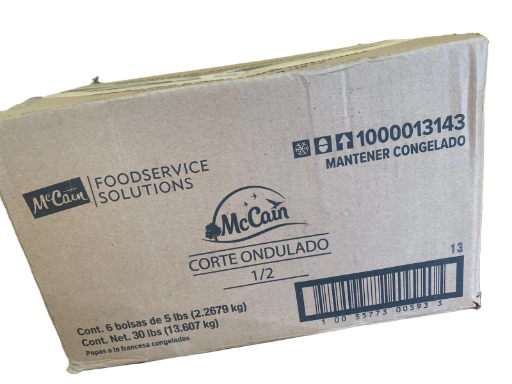 McCain
FOODSERVICE
SOLUTIONS
1000013143
MANTENER CONGELADO
McCain
CORTE ONDULADO
1/2
Cont. 6 bolsas de 5 lbs (2.2679 kg)
Cont. Net. 30 lbs (13.607 kg)
Papas a la francesa congeladas
13
1 00 55773 00593 3